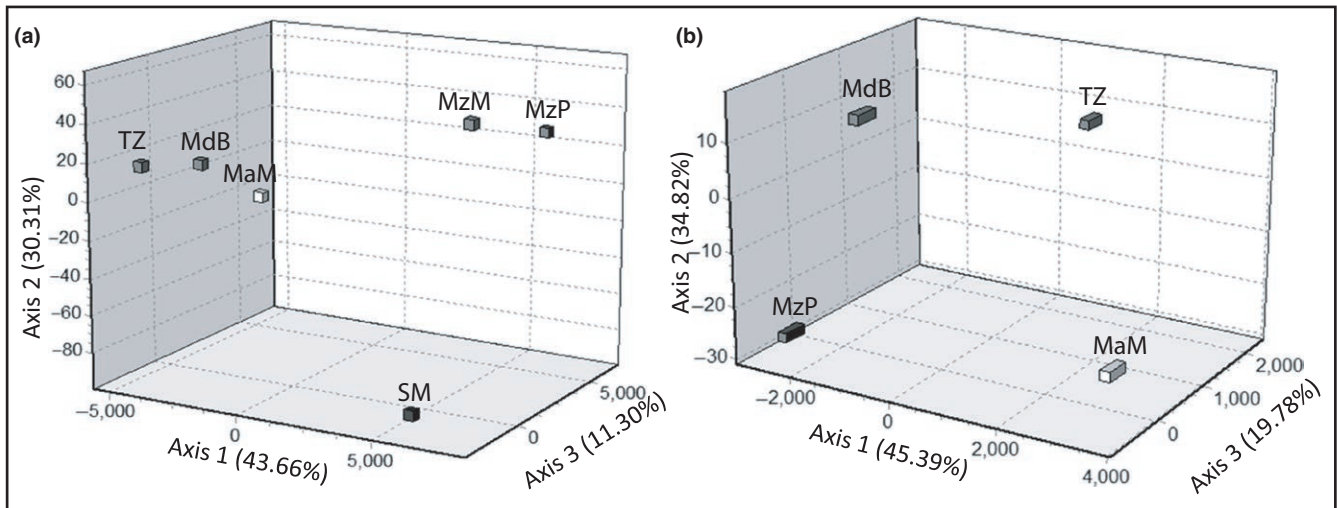 (a)
60
40
20
0
–20
–40
–60
–80
Axis 2 (30.31%)
TZ
MdB
MaM
MzM
MzP
SM
–5,000
0
5,000
Axis 1 (43.66%)
0
5,000
Axis 3 (11.30%)
(b)
10
0
–10
–20
–30
Axis 2 (34.82%)
MdB
TZ
MzP
MaM
–2,000
0
2,000
4,000
Axis 1 (45.39%)
0
1,000
2,000
Axis 3 (19.78%)